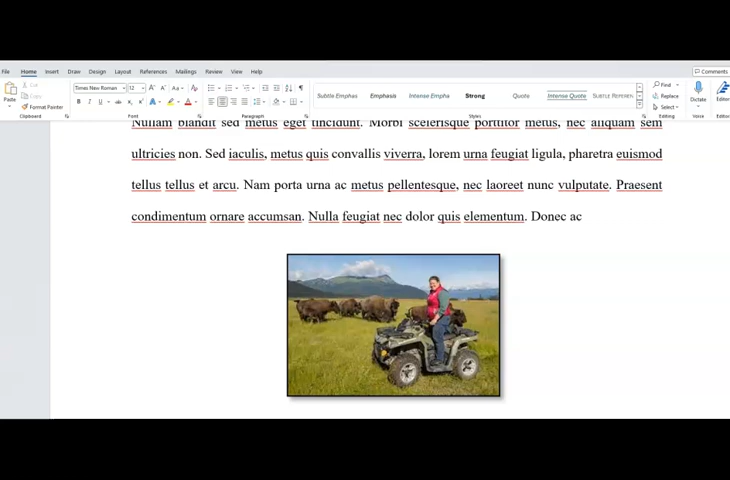 File Home Insert Draw Design Layout References Mailings Review View Help Comments
Paste Cut Copy Format Painter
Clipboard
Times New Roman 12
Font
Paragraph
Subtle Emphas Emphasis Intense Empha Strong Quote Intense Quote SUBTLE REFEREN
Styles
Find
Replace
Select
Editing
Dictate
Voice
Editor
Editor
Nullam blandit sed metus eget tincidunt. Morbi scelerisque porttitor metus, nec aliquam sem
ultricies non. Sed iaculis, metus quis convallis viverra, lorem urna feugiat ligula, pharetra euismod
tellus tellus et arcu. Nam porta urna ac metus pellentesque, nec laoreet nunc vulputate. Praesent
condimentum ornare accumsan. Nulla feugiat nec dolor quis elementum. Donec ac